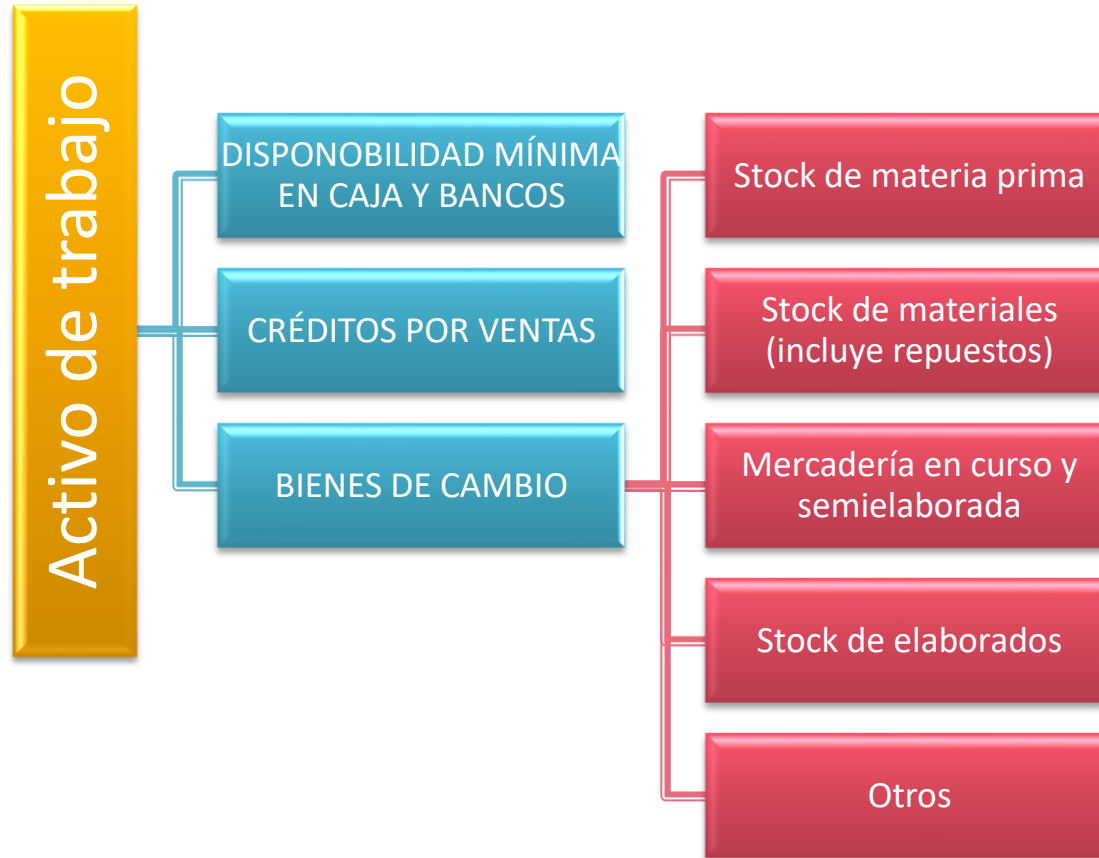 Activo de trabajo
DISPONOBILIDAD MÍNIMA
EN CAJA Y BANCOS
CRÉDITOS POR VENTAS
BIENES DE CAMBIO
Stock de materia prima
Stock de materiales
(incluye repuestos)
Mercadería en curso y
semielaborada
Stock de elaborados
Otros